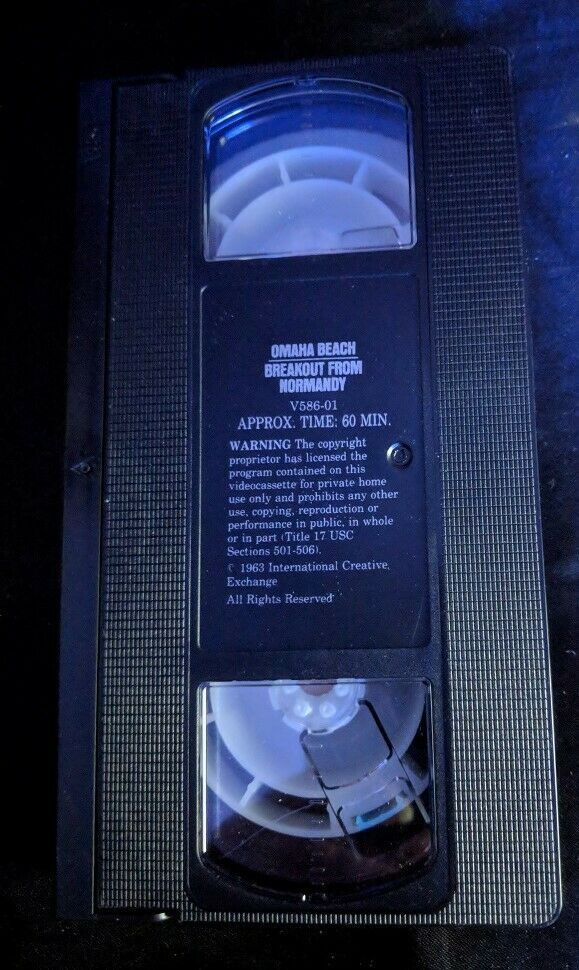 OMAHA BEACH
BREAKOUT FROM
NORMANDY
V586-01
APPROX. TIME: 60 MIN.
WARNING The copyright
proprietor has licensed the
program contained on this
videocassette for private home
use only and prohibits any other
use, copying, reproduction or
performance in public, in whole
or in part (Title 17 USC
Sections 501-506).
© 1963 International Creative
Exchange
All Rights Reserved